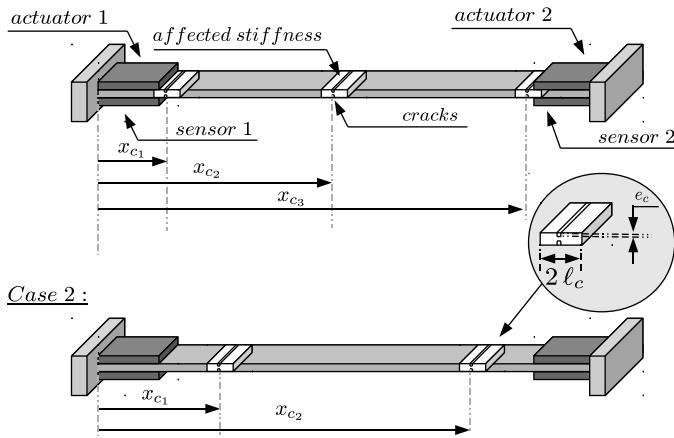 actuator 1
actuator 2
affected stiffness
cracks
sensor 1
sensor 2
x_{c_1}
x_{c_2}
x_{c_3}
e_c
2 ℓ_c
Case 2 :
x_{c_1}
x_{c_2}